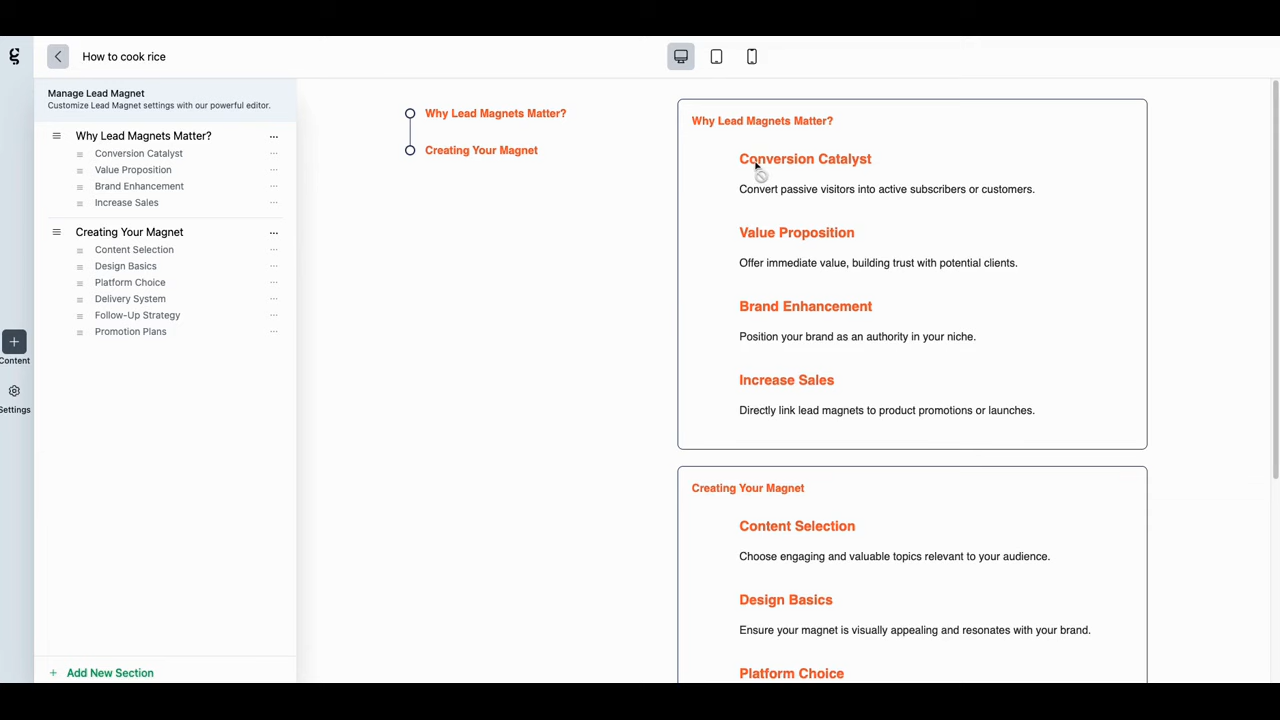 How to cook rice
Manage Lead Magnet
Customize Lead Magnet settings with our powerful editor.
Why Lead Magnets Matter?
Conversion Catalyst
Value Proposition
Brand Enhancement
Increase Sales
Creating Your Magnet
Content Selection
Design Basics
Platform Choice
Delivery System
Follow-Up Strategy
Promotion Plans
Content
Settings
+ Add New Section
Why Lead Magnets Matter?
Creating Your Magnet
Why Lead Magnets Matter?
Conversion Catalyst
Convert passive visitors into active subscribers or customers.
Value Proposition
Offer immediate value, building trust with potential clients.
Brand Enhancement
Position your brand as an authority in your niche.
Increase Sales
Directly link lead magnets to product promotions or launches.
Creating Your Magnet
Content Selection
Choose engaging and valuable topics relevant to your audience.
Design Basics
Ensure your magnet is visually appealing and resonates with your brand.
Platform Choice